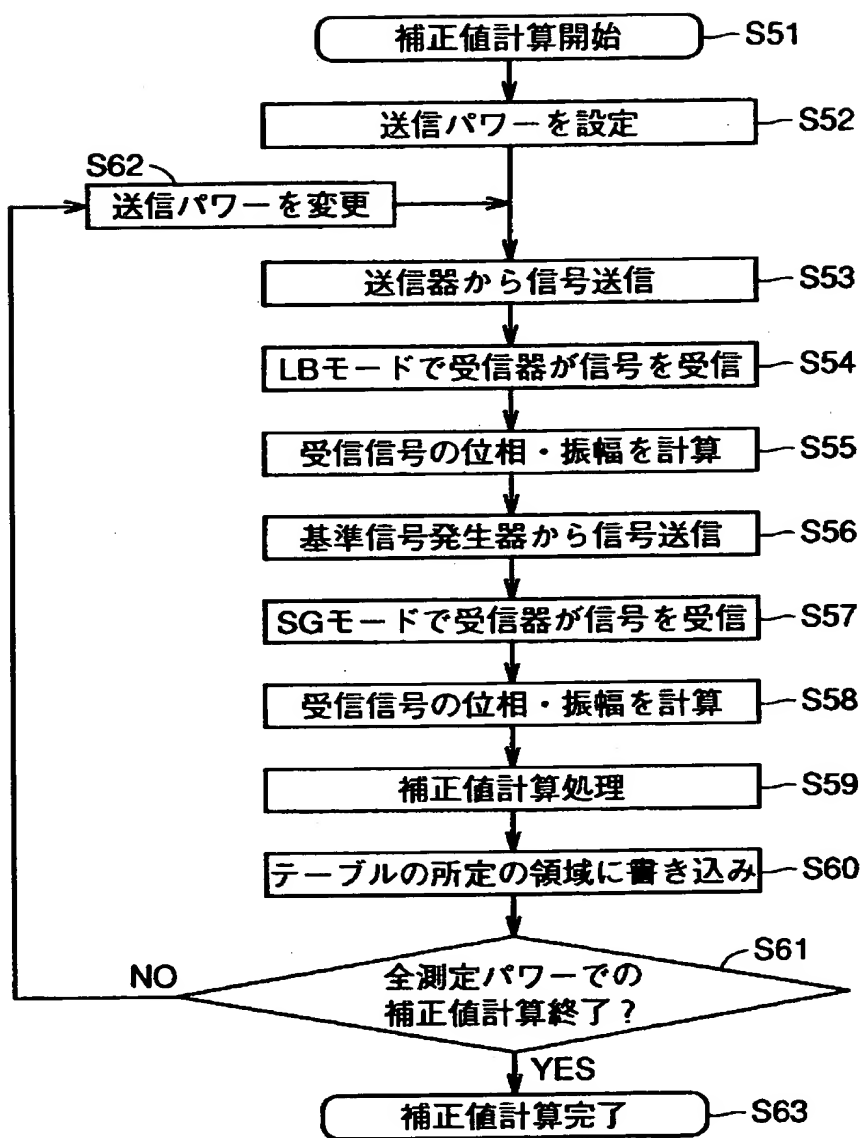 補正値計算開始 S51
送信パワーを設定 S52
S62
送信パワーを変更
送信器から信号送信 S53
LBモードで受信器が信号を受信 S54
受信信号の位相・振幅を計算 S55
基準信号発生器から信号送信 S56
SGモードで受信器が信号を受信 S57
受信信号の位相・振幅を計算 S58
補正値計算処理 S59
テーブルの所定の領域に書き込み S60
S61
NO
全測定パワーでの
補正値計算終了?
YES
補正値計算完了 S63